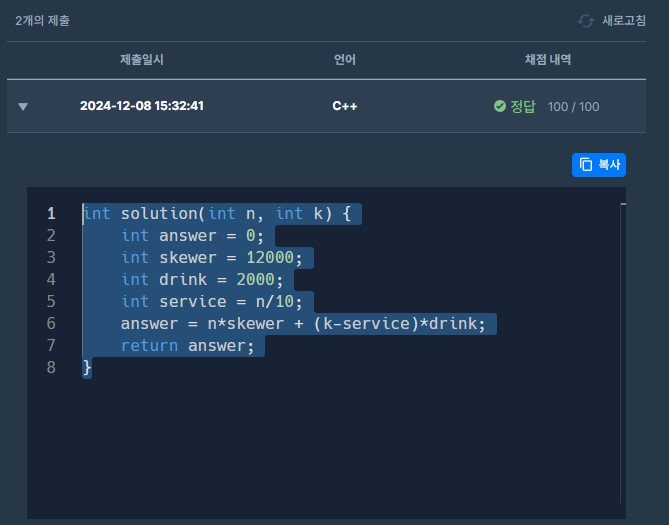 2개의 제출 새로고침
제출일시 언어 채점 내역
2024-12-08 15:32:41 C++ 정답 100 / 100
복사
1 int solution(int n, int k) {
2 int answer = 0;
3 int skewer = 12000;
4 int drink = 2000;
5 int service = n/10;
6 answer = n*skewer + (k-service)*drink;
7 return answer;
8 }